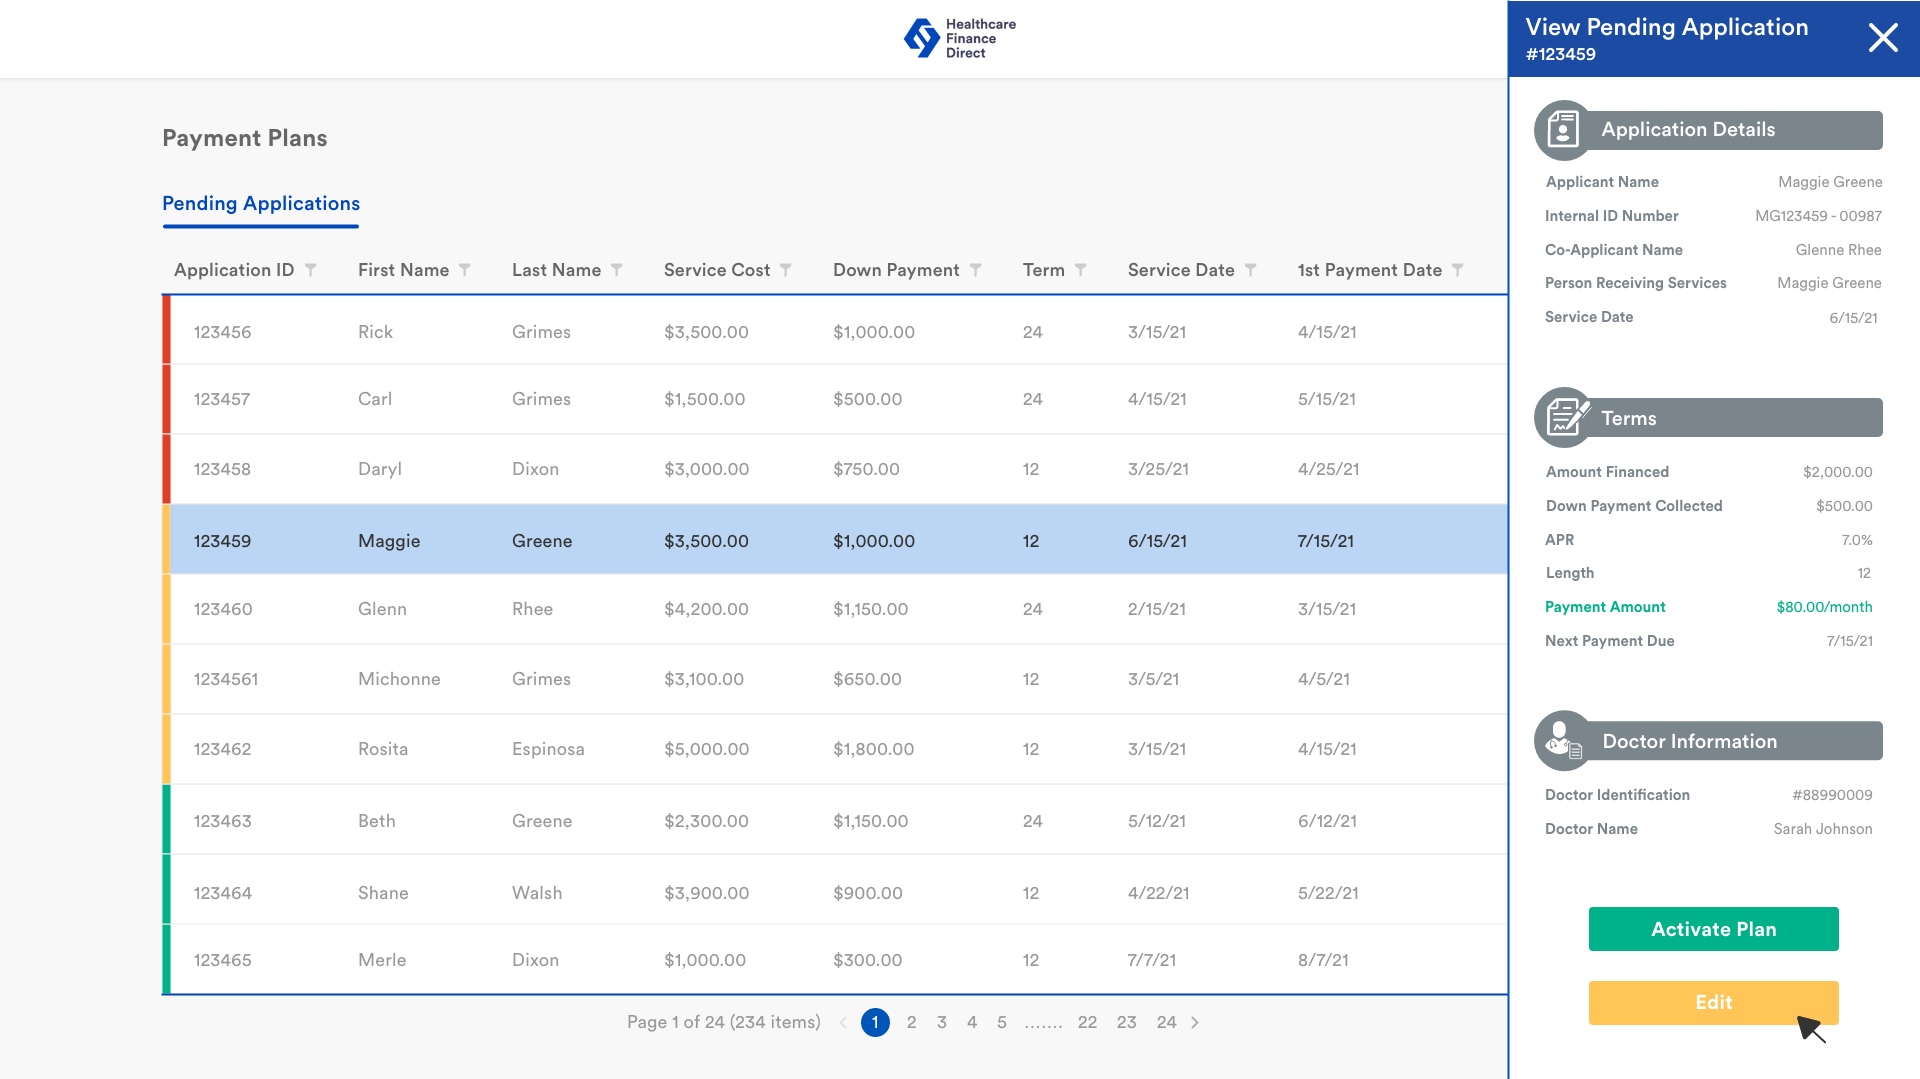 Healthcare
Finance
Direct
View Pending Application
#123459
Payment Plans
Pending Applications
Application ID First Name Last Name Service Cost Down Payment Term Service Date 1st Payment Date
123456 Rick Grimes $3,500.00 $1,000.00 24 3/15/21 4/15/21
123457 Carl Grimes $1,500.00 $500.00 24 4/15/21 5/15/21
123458 Daryl Dixon $3,000.00 $750.00 12 3/25/21 4/25/21
123459 Maggie Greene $3,500.00 $1,000.00 12 6/15/21 7/15/21
123460 Glenn Rhee $4,200.00 $1,150.00 24 2/15/21 3/15/21
1234561 Michonne Grimes $3,100.00 $650.00 12 3/5/21 4/5/21
123462 Rosita Espinosa $5,000.00 $1,800.00 12 3/15/21 4/15/21
123463 Beth Greene $2,300.00 $1,150.00 24 5/12/21 6/12/21
123464 Shane Walsh $3,900.00 $900.00 12 4/22/21 5/22/21
123465 Merle Dixon $1,000.00 $300.00 12 7/7/21 8/7/21
Page 1 of 24 (234 items) < 1 2 3 4 5 ....... 22 23 24 >
Application Details
Applicant Name Maggie Greene
Internal ID Number MG123459 - 00987
Co-Applicant Name Glenne Rhee
Person Receiving Services Maggie Greene
Service Date 6/15/21
Terms
Amount Financed $2,000.00
Down Payment Collected $500.00
APR 7.0%
Length 12
Payment Amount $80.00/month
Next Payment Due 7/15/21
Doctor Information
Doctor Identification #88990009
Doctor Name Sarah Johnson
Activate Plan
Edit